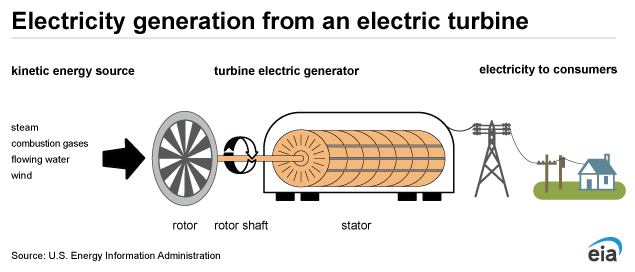 Electricity generation from an electric turbine
kinetic energy source
turbine electric generator
electricity to consumers
steam
combustion gases
flowing water
wind
rotor
rotor shaft
stator
Source: U.S. Energy Information Administration
eia